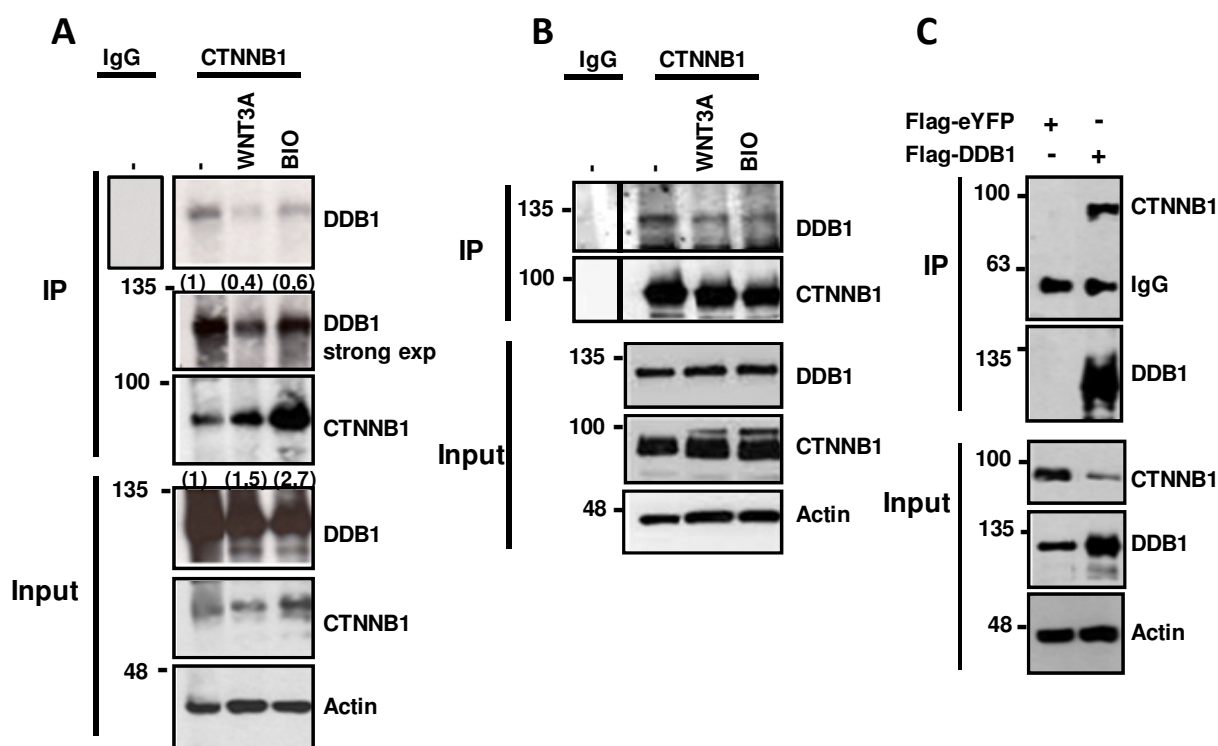 A
IgG CTNNB1
- - WNT3A BIO
IP
DDB1
(1) (0.4) (0.6)
135
DDB1
strong exp
100
CTNNB1
(1) (1.5) (2.7)
Input
135
DDB1
CTNNB1
48
Actin
B
IgG CTNNB1
- - WNT3A BIO
IP
135
DDB1
100
CTNNB1
Input
135
DDB1
100
CTNNB1
48
Actin
C
Flag-eYFP + -
Flag-DDB1 - +
IP
100
CTNNB1
63
IgG
135
DDB1
Input
100
CTNNB1
135
DDB1
48
Actin